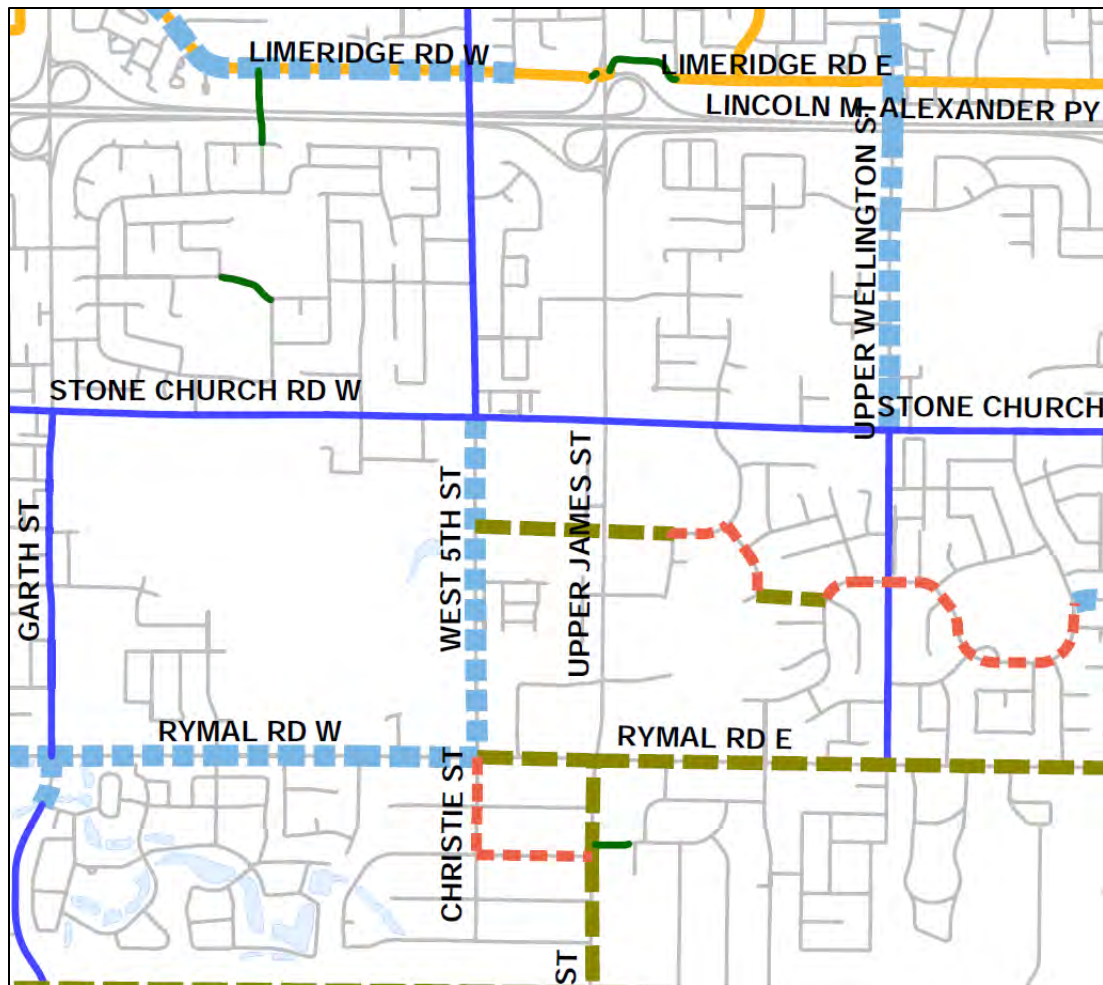 LIMERIDGE RD W
LIMERIDGE RD E
LINCOLN M. ALEXANDER PY
UPPER WELLINGTON ST
STONE CHURCH RD W
STONE CHURCH
GARTH ST
WEST 5TH ST
UPPER JAMES ST
RYMAL RD W
RYMAL RD E
CHRISTIE ST
ST